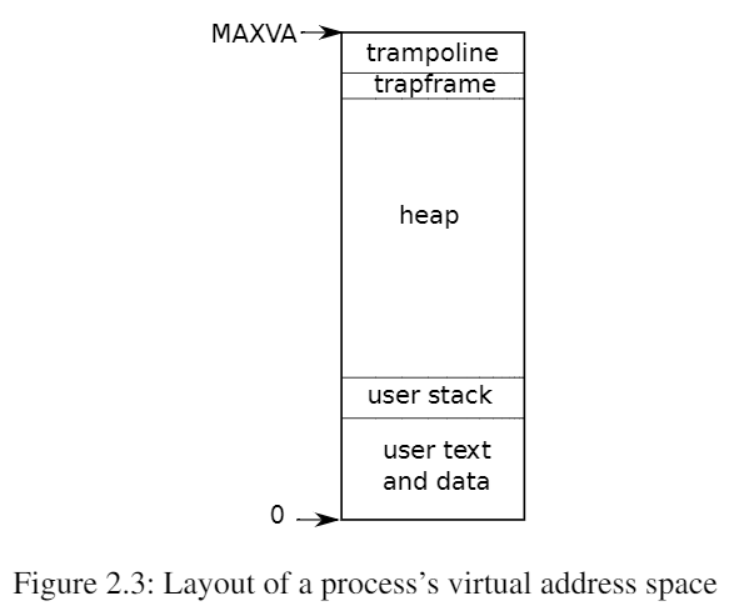 MAXVA
trampoline
trapframe
heap
user stack
user text
and data
0
Figure 2.3: Layout of a process’s virtual address space